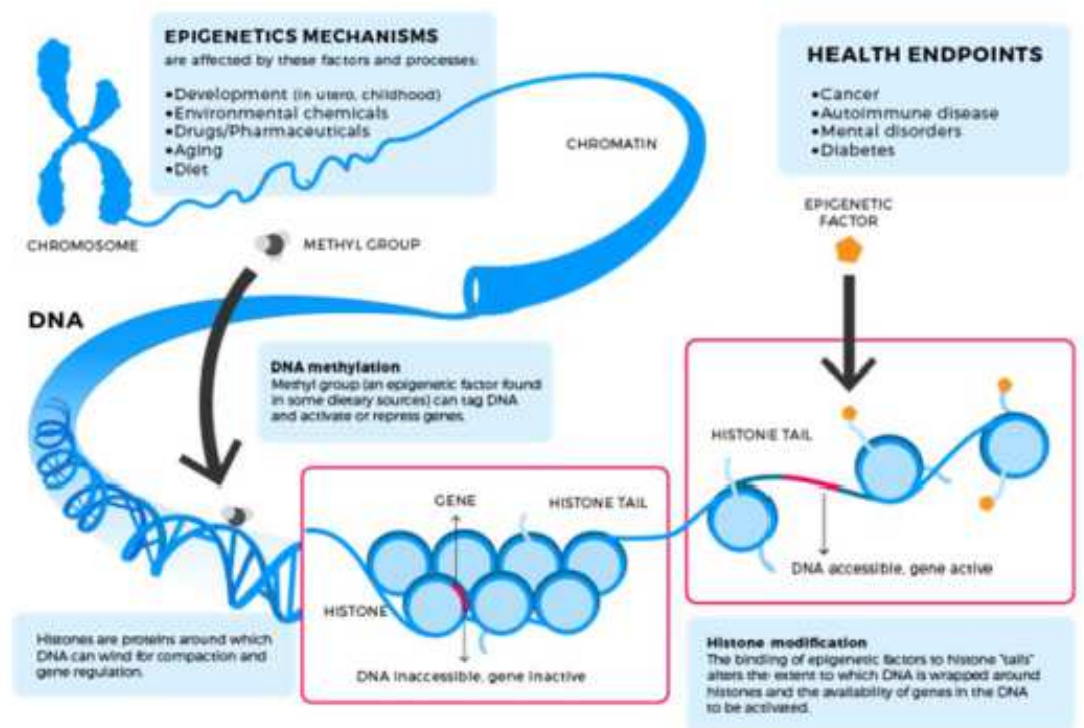 EPIGENETICS MECHANISMS
are affected by these factors and processes:
•Development (in utero, childhood)
•Environmental chemicals
•Drugs/Pharmaceuticals
•Aging
•Diet
HEALTH ENDPOINTS
•Cancer
•Autoimmune disease
•Mental disorders
•Diabetes
CHROMATIN
EPIGENETIC
FACTOR
CHROMOSOME
METHYL GROUP
DNA
DNA methylation
Methyl group (an epigenetic factor found
in some dietary sources) can tag DNA
and activate or repress genes.
HISTONE TAIL
GENE
HISTONE TAIL
DNA accessible, gene active
HISTONE
DNA inaccessible, gene inactive
Histones are proteins around which
DNA can wind for compaction and
gene regulation.
Histone modification
The binding of epigenetic factors to histone "tails"
alters the extent to which DNA is wrapped around
histones and the availability of genes in the DNA
to be activated.